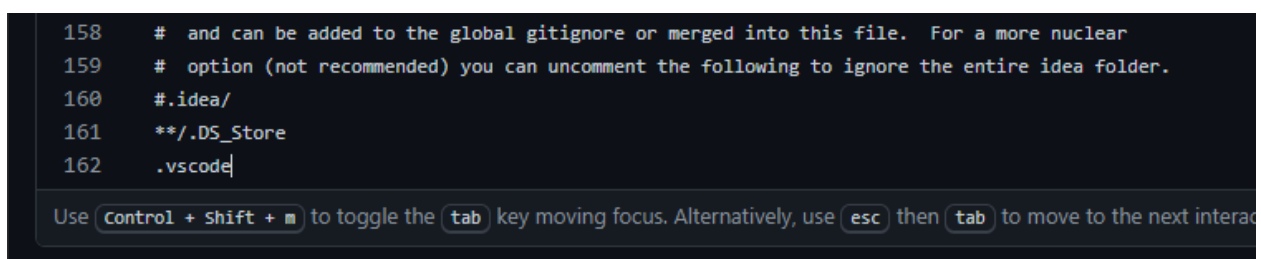 158 #  and can be added to the global gitignore or merged into this file.  For a more nuclear
159 #  option (not recommended) you can uncomment the following to ignore the entire idea folder.
160 #.idea/
161 **/.DS_Store
162 .vscode
Use Control + Shift + m to toggle the tab key moving focus. Alternatively, use esc then tab to move to the next interac